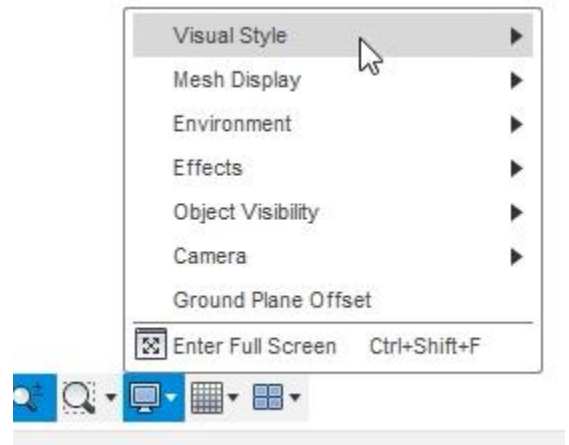 Visual Style
Mesh Display
Environment
Effects
Object Visibility
Camera
Ground Plane Offset
Enter Full Screen Ctrl+Shift+F